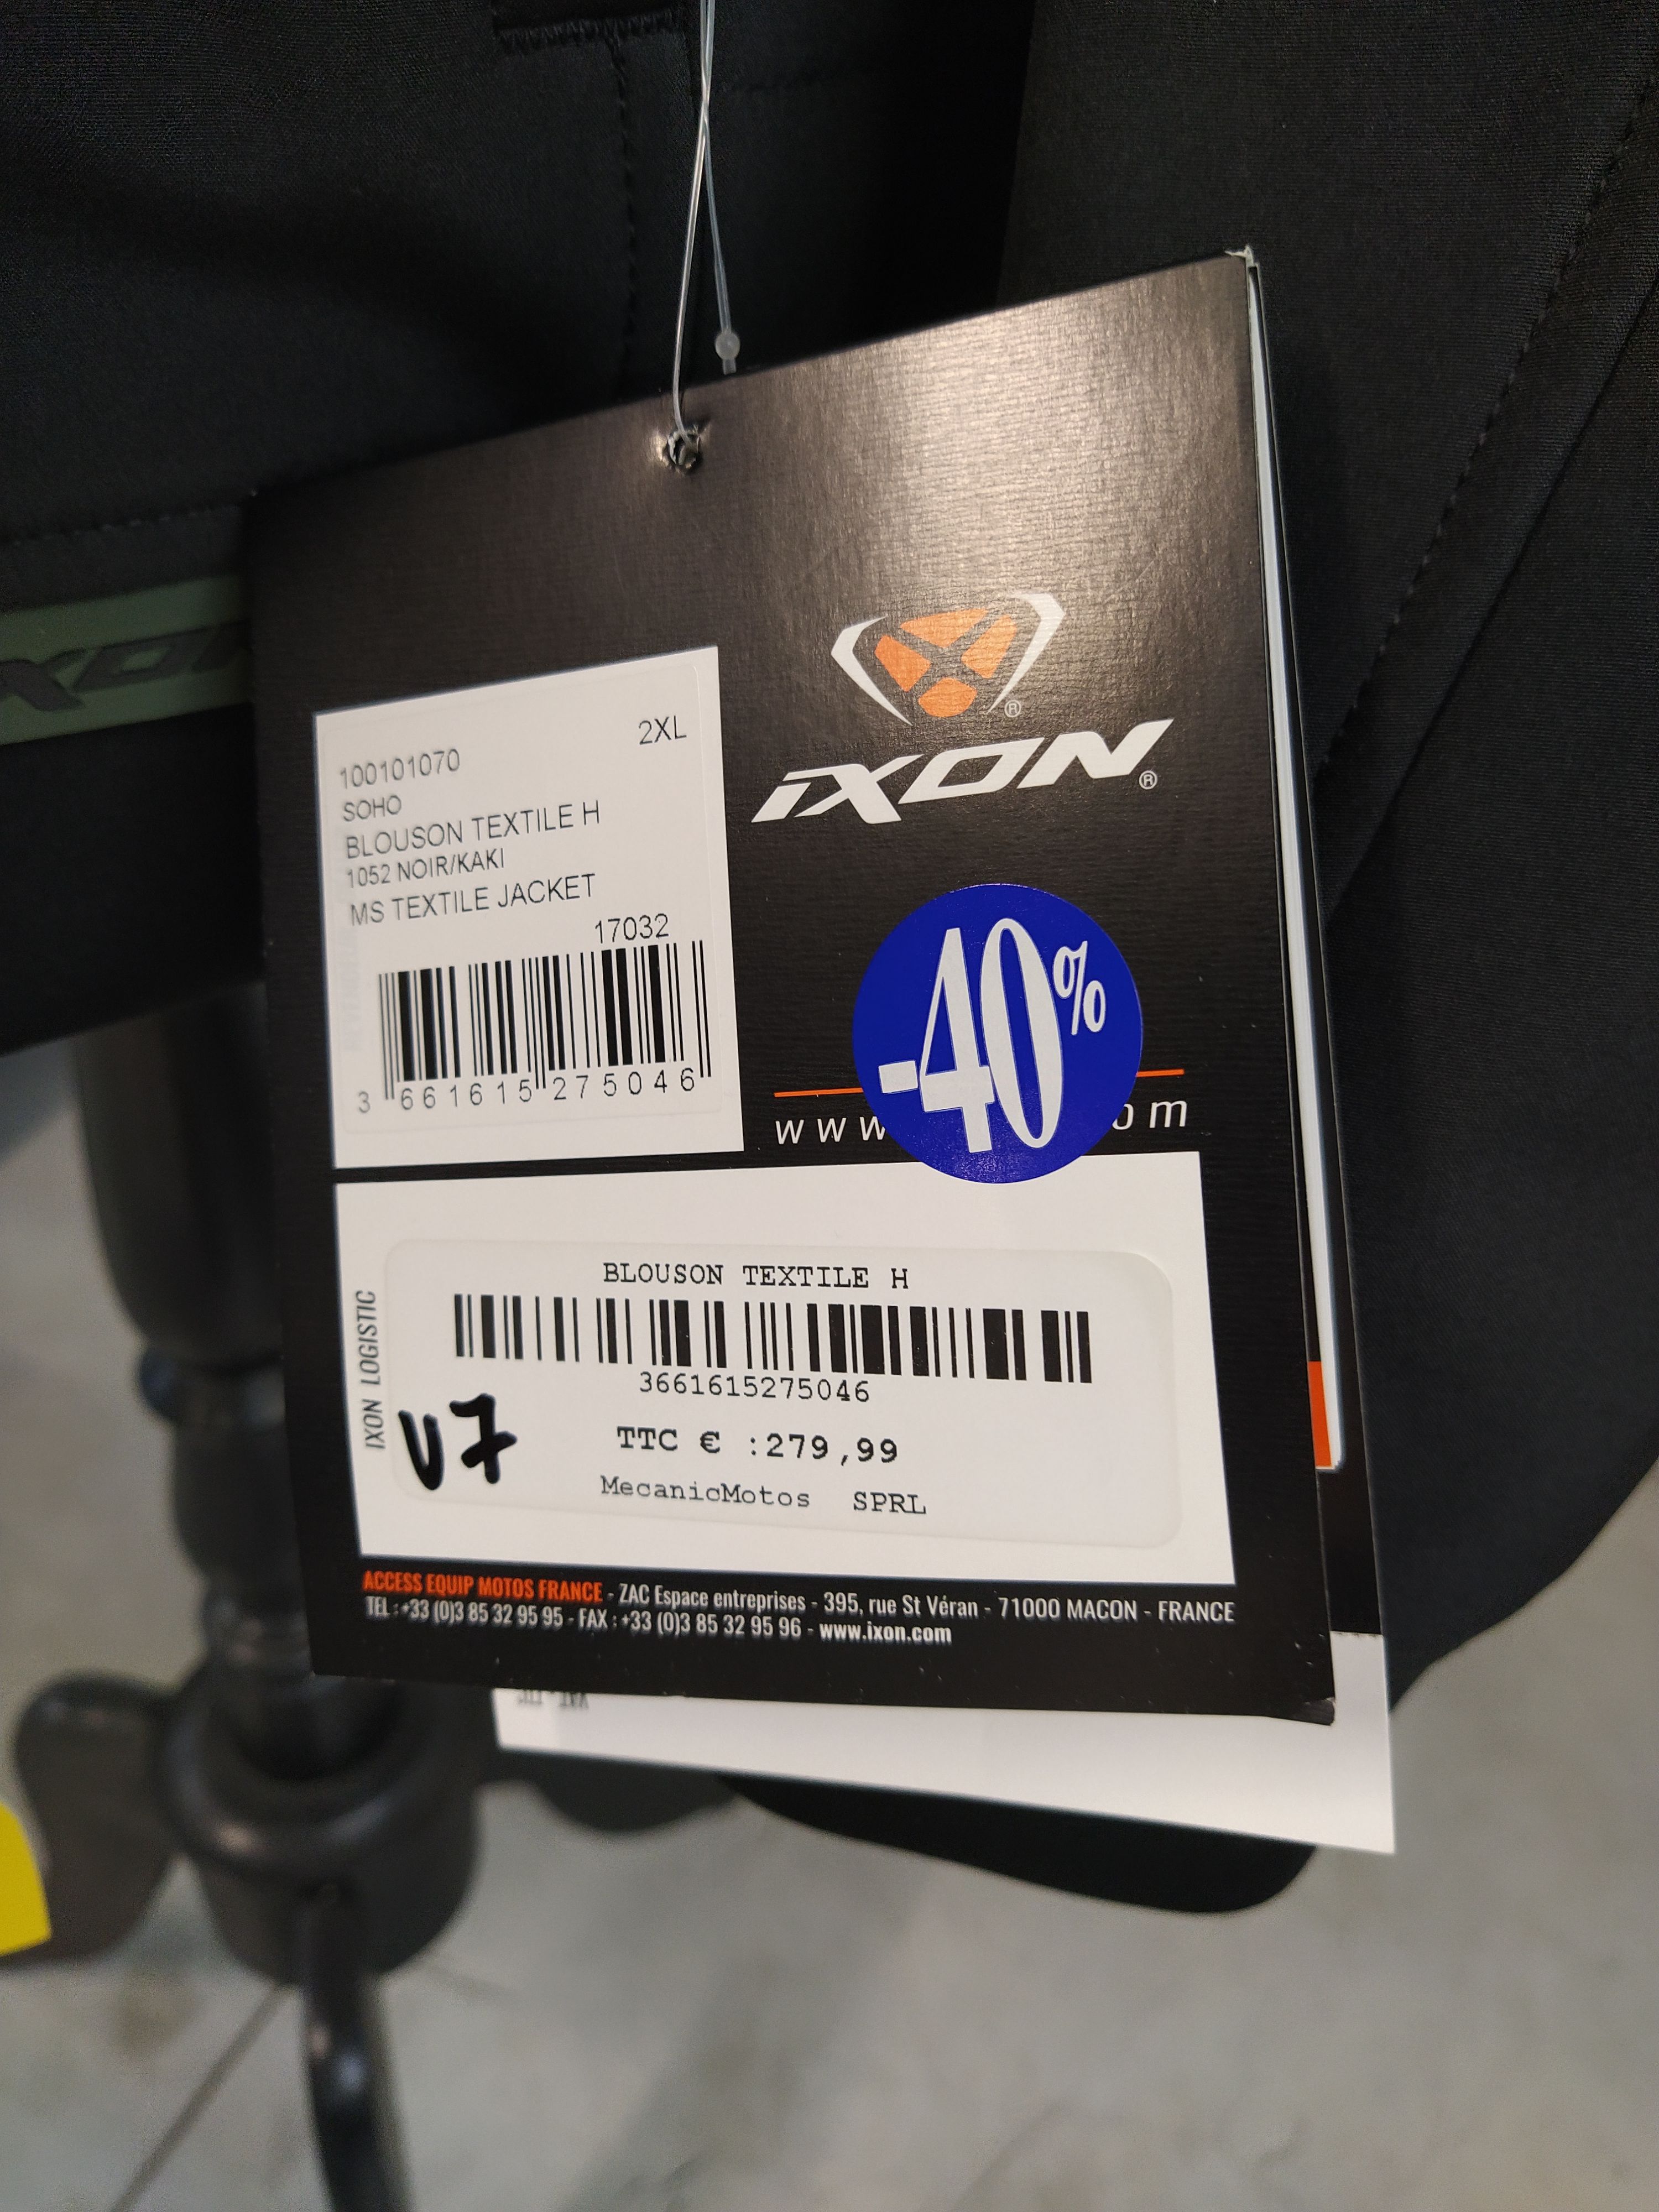 iXON
100101070 2XL
SOHO
BLOUSON TEXTILE H
1052 NOIR/KAKI
MS TEXTILE JACKET
17032
3 661615 275046
iXON
-40%
www om
BLOUSON TEXTILE H
3661615275046
TTC € :279,99
MecanicMotos SPRL
IXON LOGISTIC
V7
ACCESS EQUIP MOTOS FRANCE - ZAC Espace entreprises - 395, rue St Véran - 71000 MACON - FRANCE
TEL : +33 (0)3 85 32 95 95 - FAX : +33 (0)3 85 32 95 96 - www.ixon.com